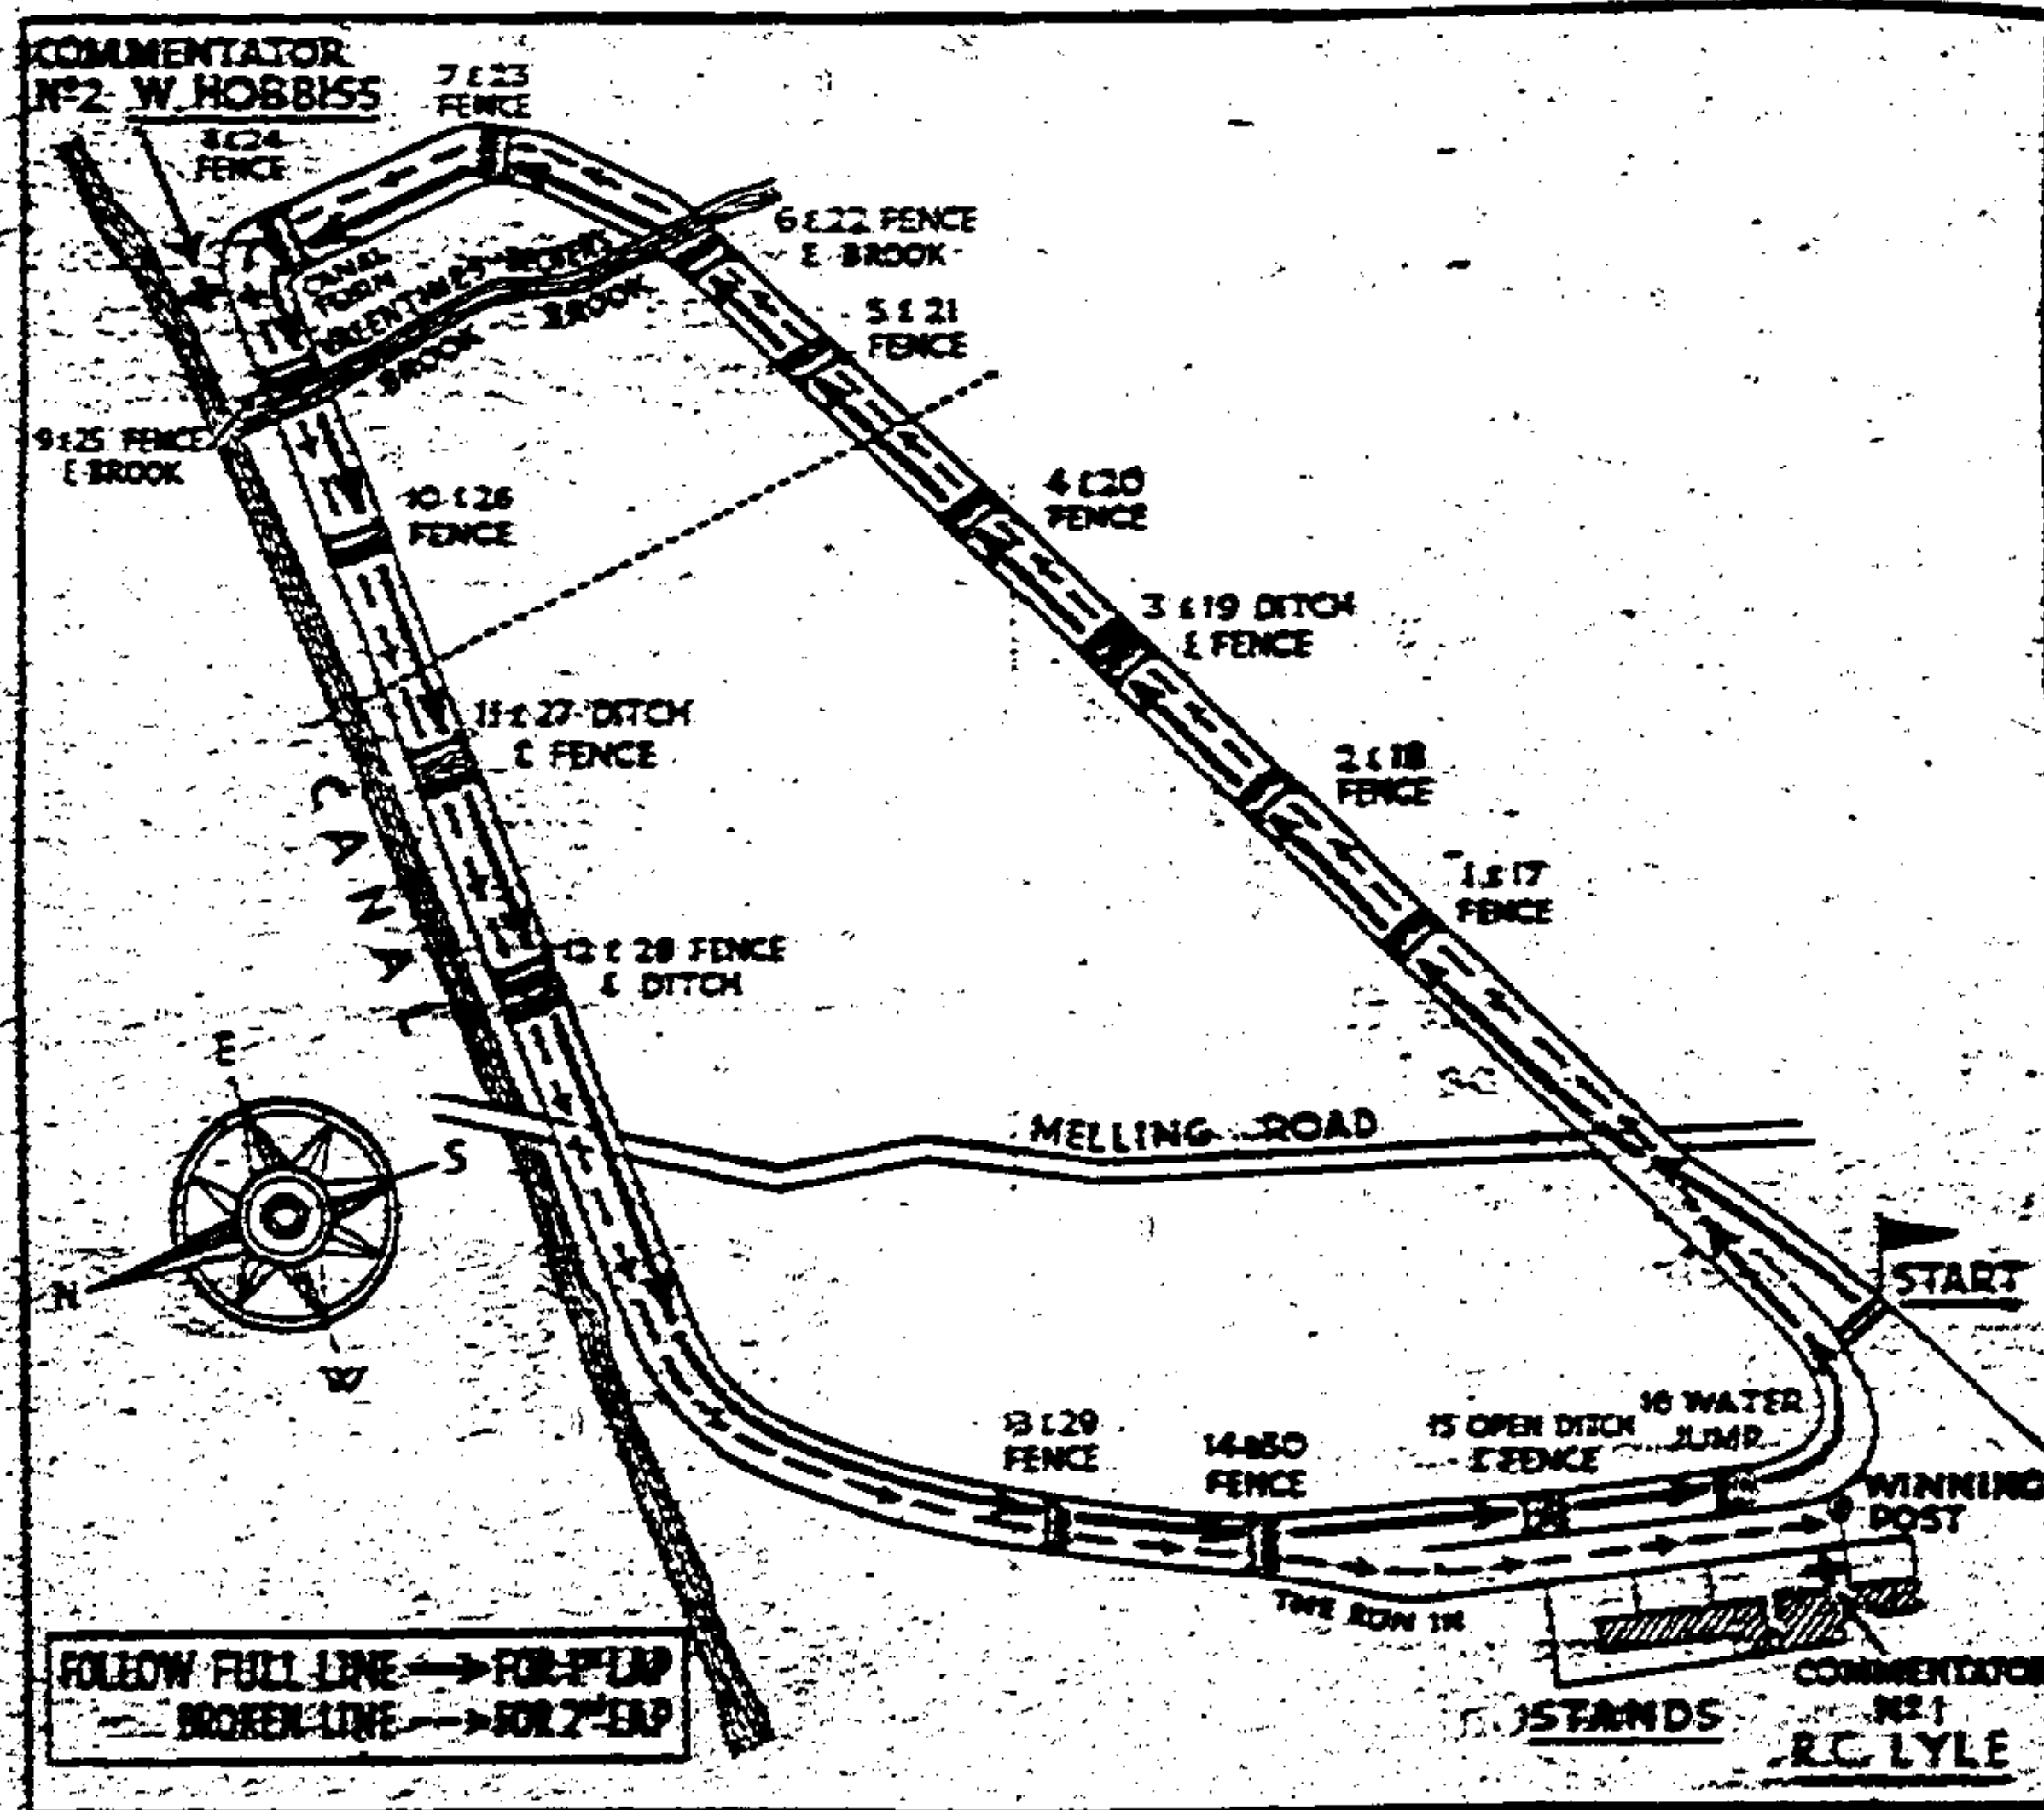 COMMENTATOR
Nº2 W HOBBISS
7 & 23
FENCE
8 & 24
FENCE
6 & 22 FENCE
& BROOK
CANAL
TURN
BROOK
BROOK
5 & 21
FENCE
9 & 25 FENCE
& BROOK
10 & 26
FENCE
4 & 20
FENCE
3 & 19 DITCH
& FENCE
11 & 27 DITCH
& FENCE
2 & 18
FENCE
1 & 17
FENCE
CANAL
12 & 28 FENCE
& DITCH
E
S
N
W
MELLING ROAD
START
13 & 29
FENCE
14 & 30
FENCE
15 OPEN DITCH
& FENCE
16 WATER
JUMP
WINNING
POST
THE RUN IN
FOLLOW FULL LINE → FOR 1ST LAP
BROKEN LINE --> FOR 2ND LAP
STANDS
COMMENTATOR
Nº1
R.C. LYLE